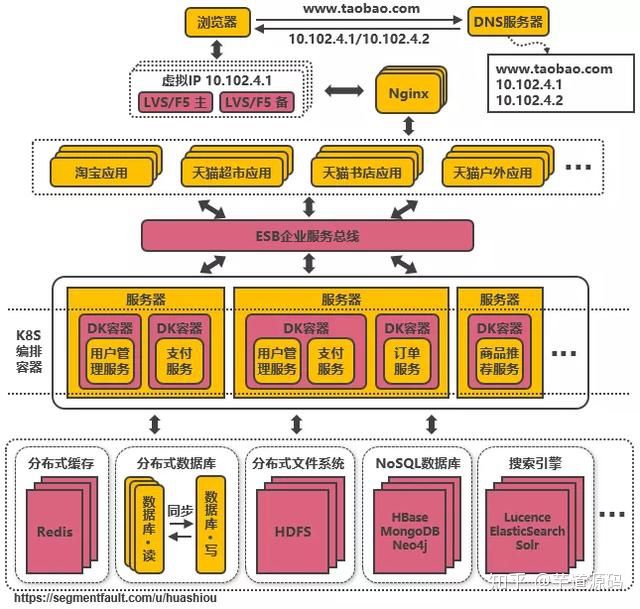 www.taobao.com
浏览器
DNS服务器
10.102.4.1/10.102.4.2
虚拟IP 10.102.4.1
LVS/F5 主
LVS/F5 备
Nginx
www.taobao.com
10.102.4.1
10.102.4.2
淘宝应用
天猫超市应用
天猫书店应用
天猫户外应用
ESB企业服务总线
K8S
编排
容器
服务器
DK容器
用户管
理服务
DK容器
支付
服务
服务器
DK容器
用户管
理服务
支付
服务
DK容器
订单
服务
服务器
DK容器
商品推
荐服务
分布式缓存
Redis
分布式数据库
数据库·读
同步
数据库·写
分布式文件系统
HDFS
NoSQL数据库
HBase
MongoDB
Neo4j
搜索引擎
Lucence
ElasticSearch
Solr
知乎 @芋道源码
https://segmentfault.com/u/huashiou